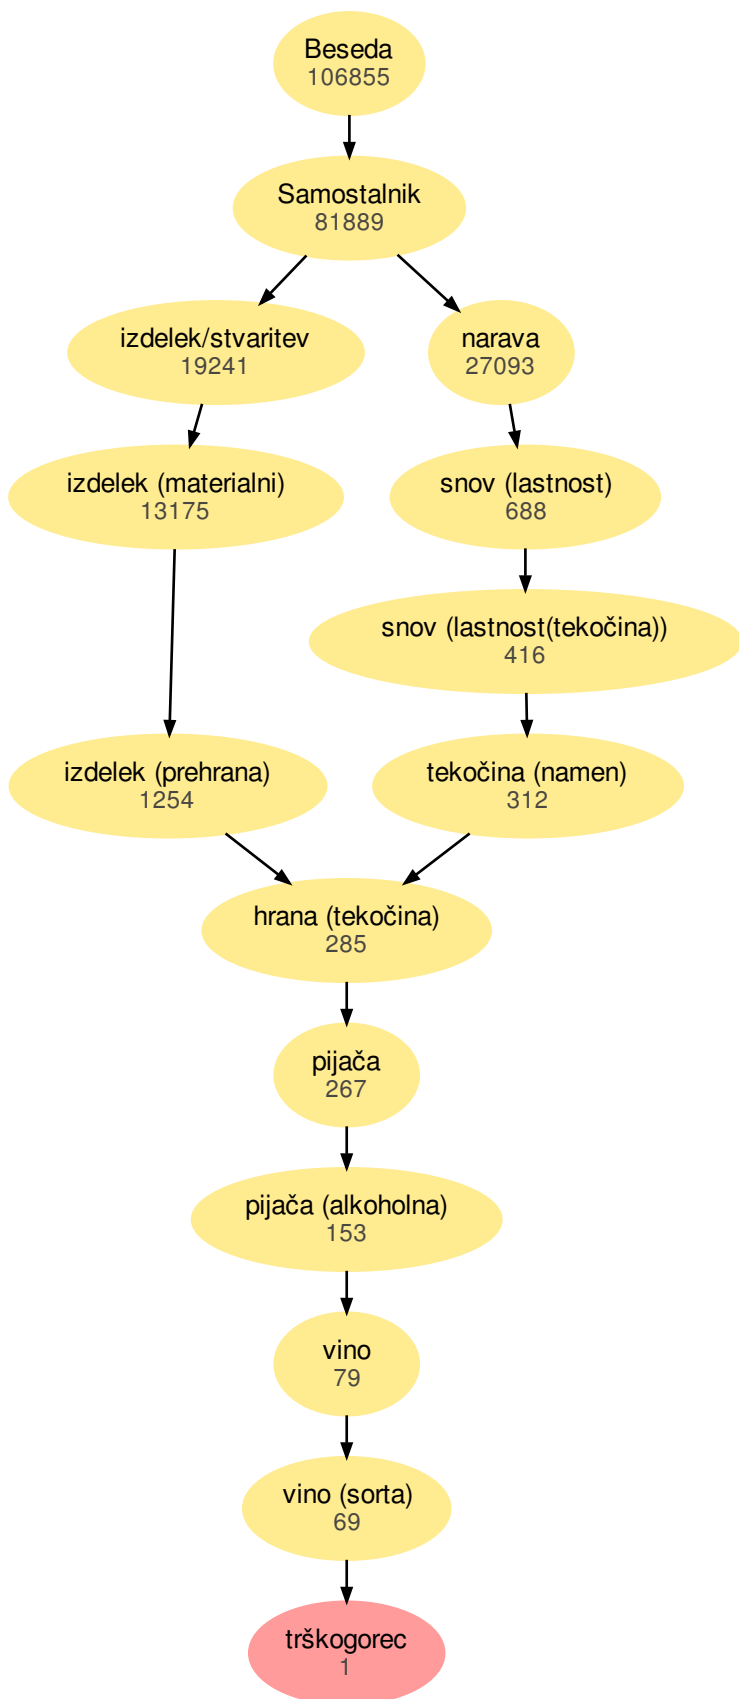 Beseda
106855
Samostalnik
81889
izdelek/stvaritev
19241
narava
27093
izdelek (materialni)
13175
snov (lastnost)
688
snov (lastnost(tekočina))
416
izdelek (prehrana)
1254
tekočina (namen)
312
hrana (tekočina)
285
pijača
267
pijača (alkoholna)
153
vino
79
vino (sorta)
69
trškogorec
1